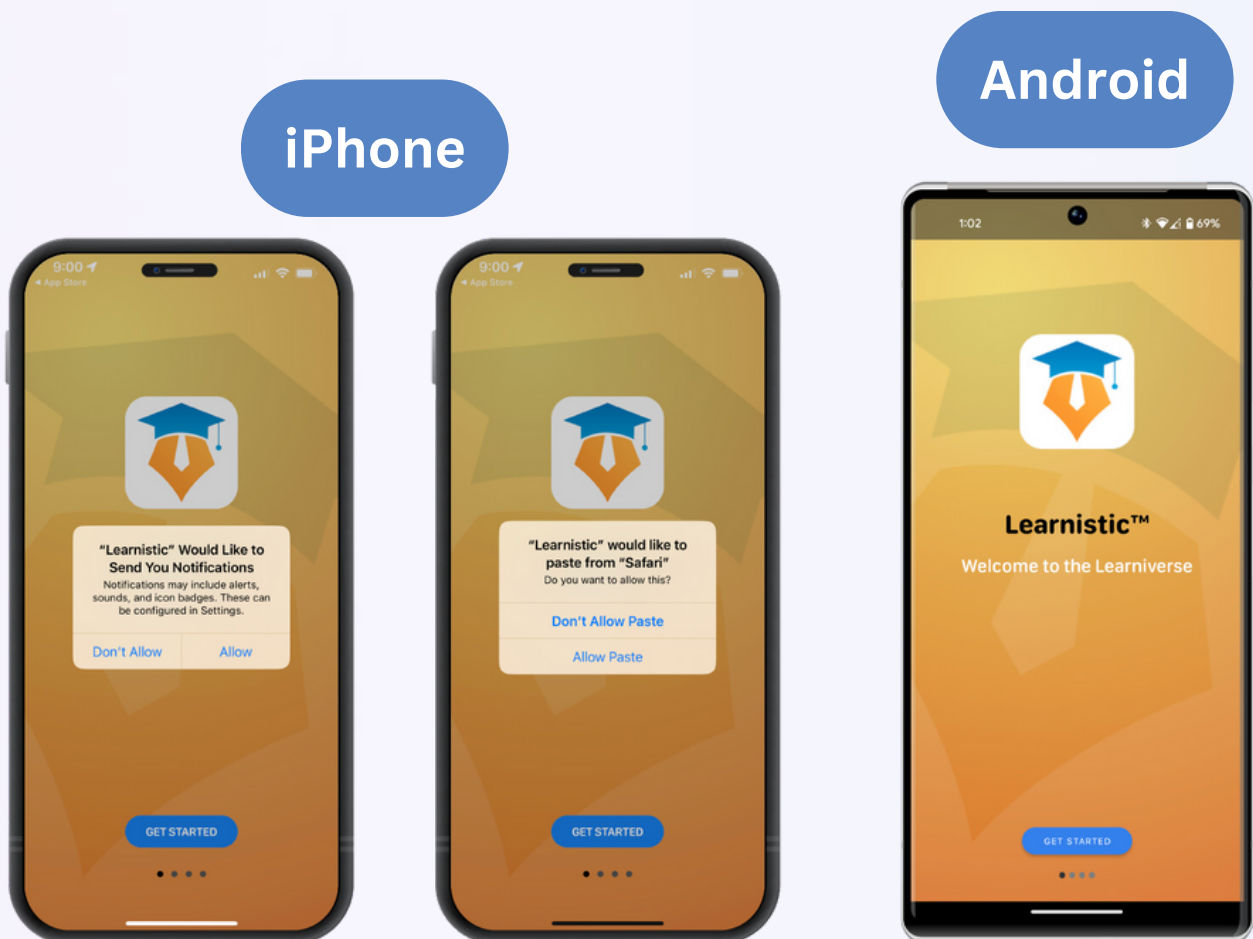 iPhone
9:00
◀ App Store
“Learnistic” Would Like to
Send You Notifications
Notifications may include alerts,
sounds, and icon badges. These can
be configured in Settings.
Don't Allow
Allow
GET STARTED
9:00
◀ App Store
“Learnistic” would like to
paste from “Safari”
Do you want to allow this?
Don't Allow Paste
Allow Paste
GET STARTED
Android
1:02
69%
Learnistic™
Welcome to the Learniverse
GET STARTED